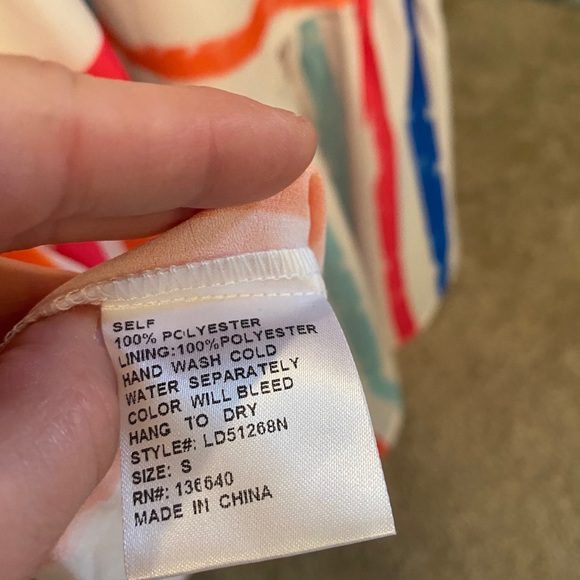 SELF
100% POLYESTER
LINING:100%POLYESTER
HAND WASH COLD
WATER SEPARATELY
COLOR WILL BLEED
HANG TO DRY
STYLE#: LD51268N
SIZE: S
RN#: 136640
MADE IN CHINA